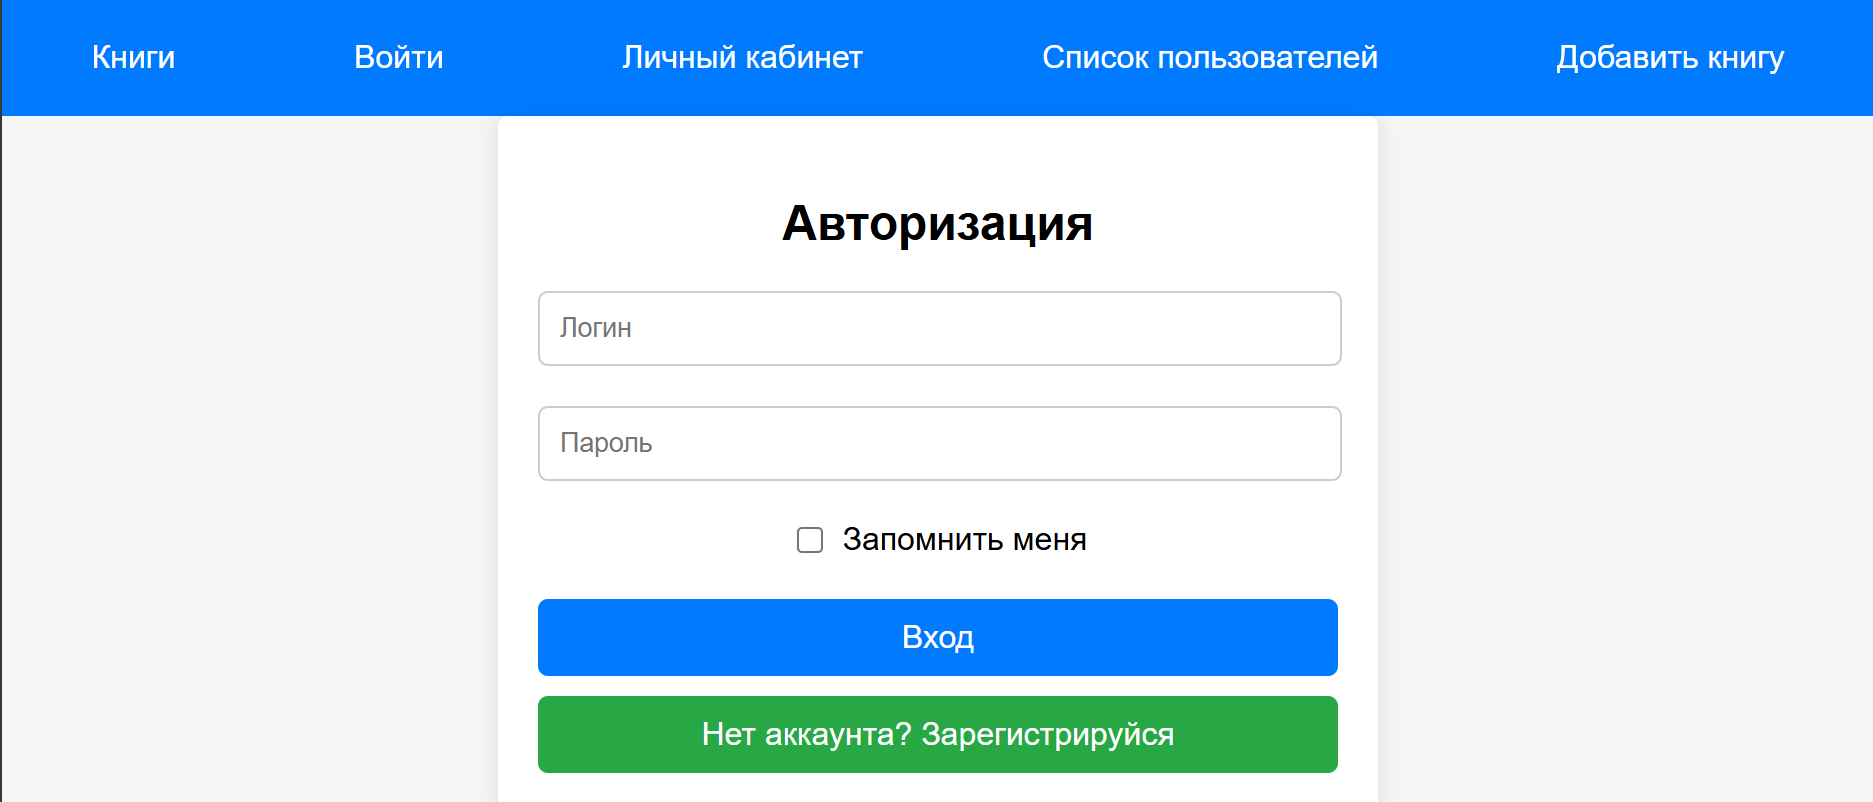 Книги Войти Личный кабинет Список пользователей Добавить книгу
Авторизация
Логин
Пароль
Запомнить меня
Вход
Нет аккаунта? Зарегистрируйся